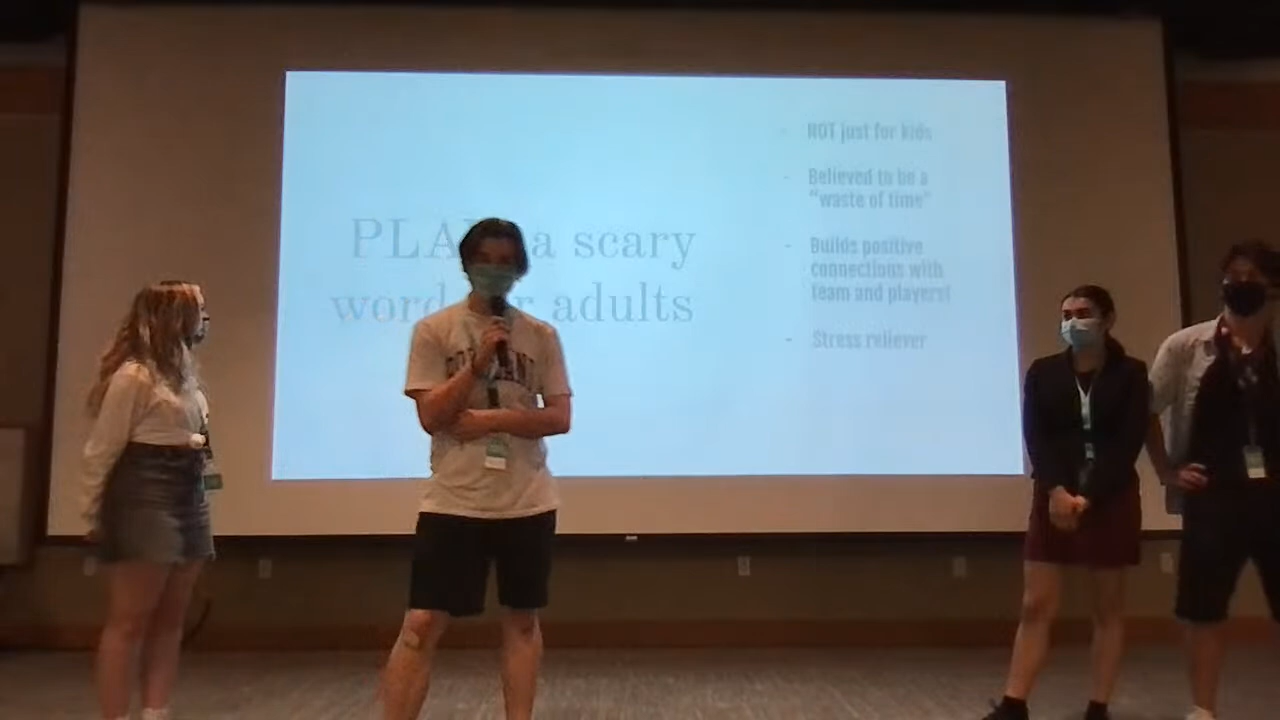 PLAY a scary
word for adults
- NOT just for kids
- Believed to be a
"waste of time"
- Builds positive
connections with
team and players!
- Stress reliever